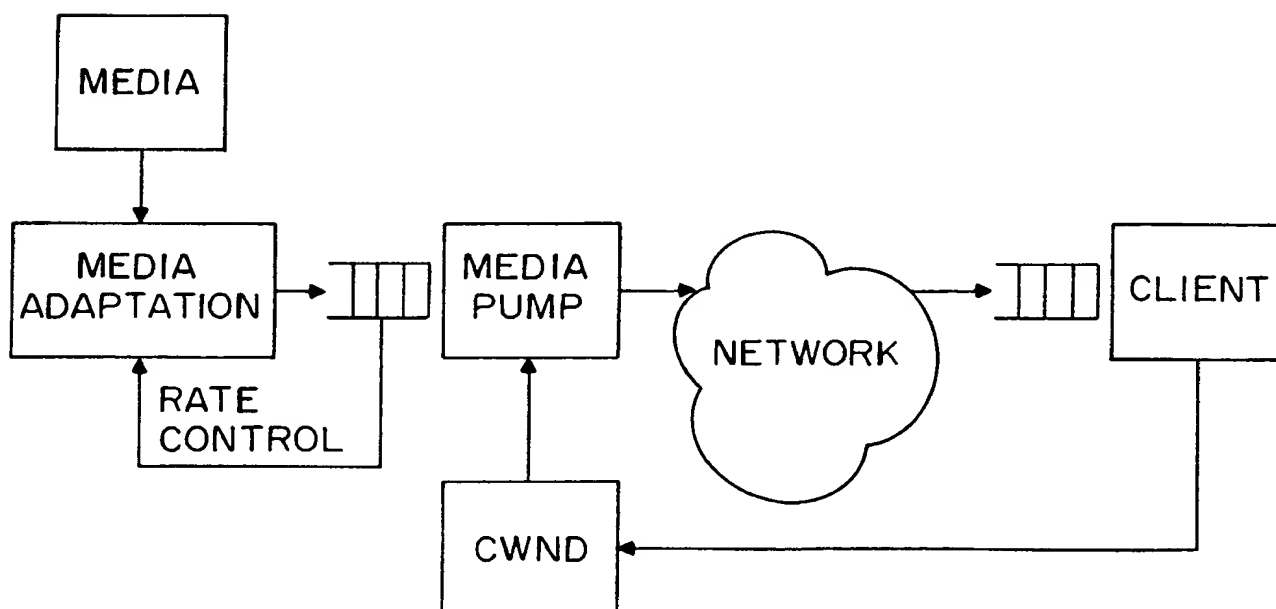 MEDIA
MEDIA
ADAPTATION
MEDIA
PUMP
NETWORK
CLIENT
RATE
CONTROL
CWND